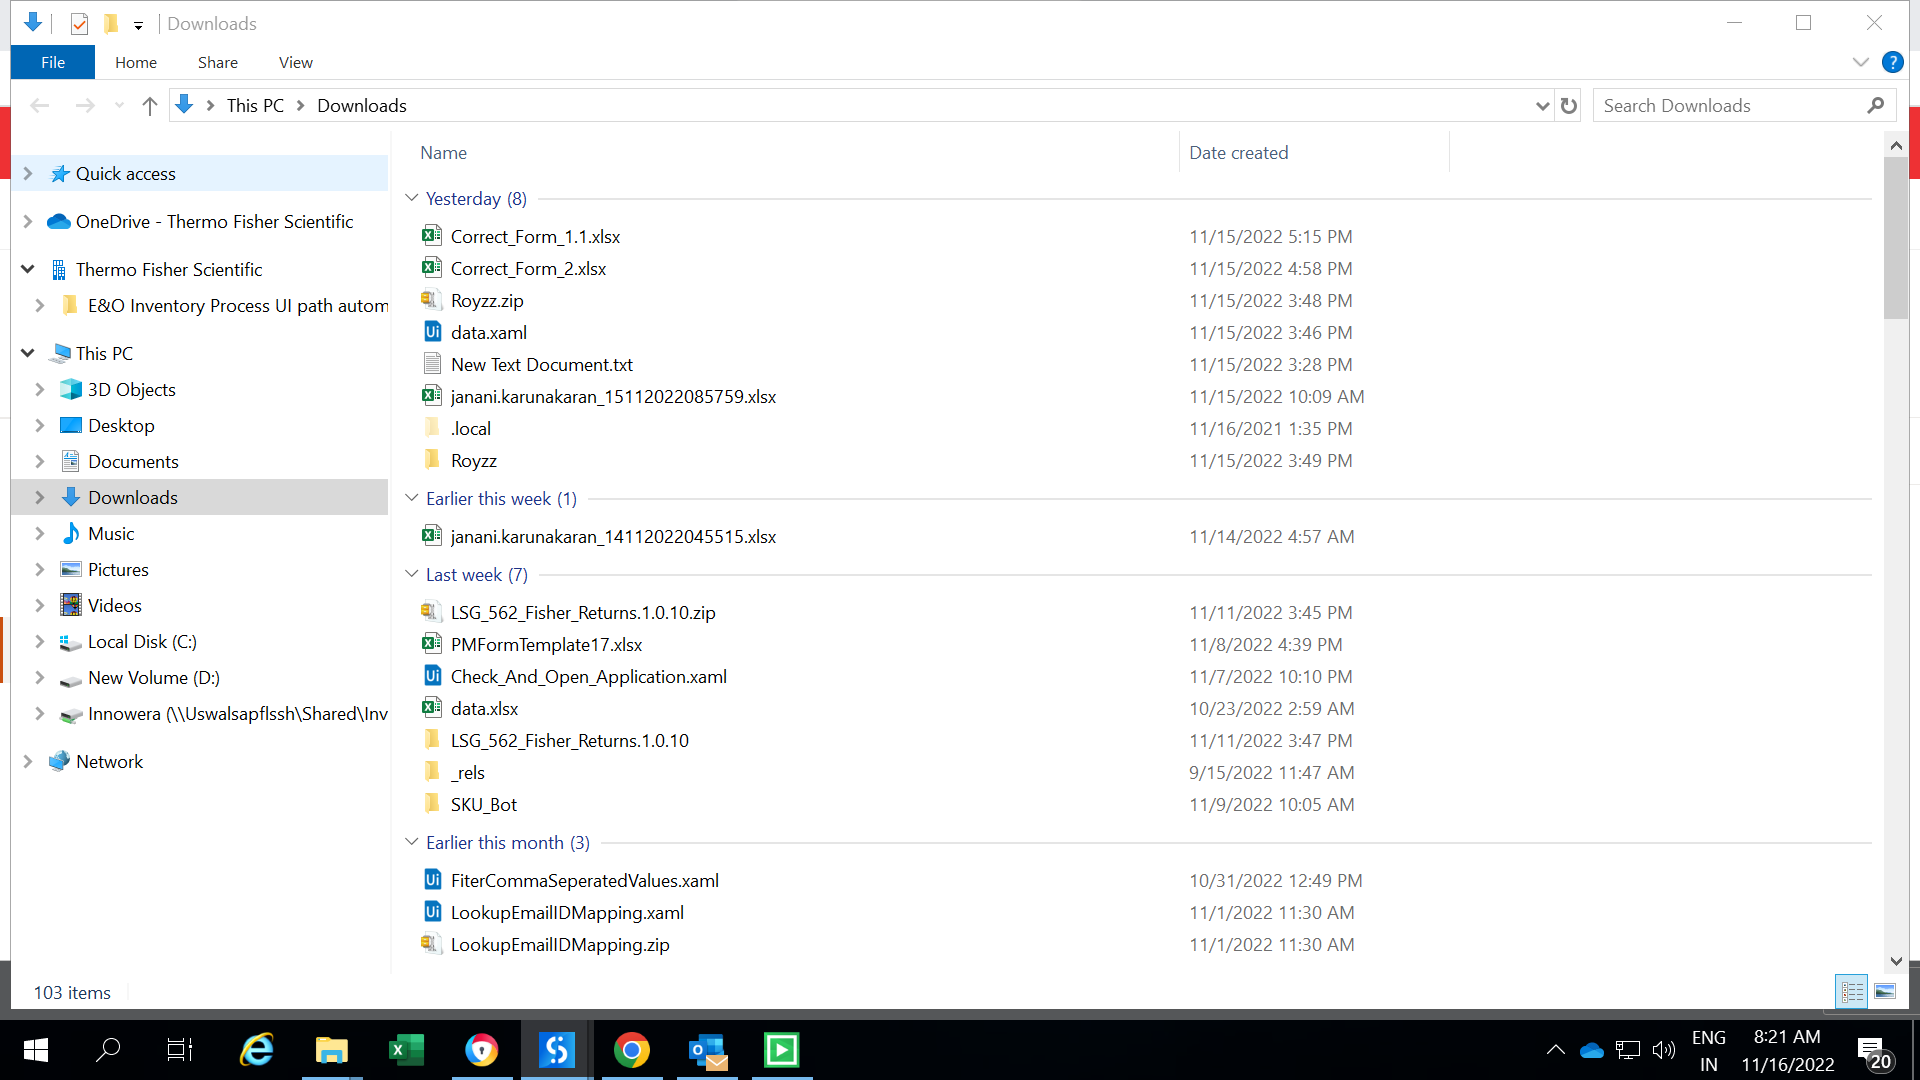 Downloads
File Home Share View
This PC Downloads
Search Downloads
Name Date created
Quick access
OneDrive - Thermo Fisher Scientific
Thermo Fisher Scientific
E&O Inventory Process UI path autom
This PC
3D Objects
Desktop
Documents
Downloads
Music
Pictures
Videos
Local Disk (C:)
New Volume (D:)
Innowera (\\Uswalsapflssh\Shared\Inv
Network
Yesterday (8)
Correct_Form_1.1.xlsx 11/15/2022 5:15 PM
Correct_Form_2.xlsx 11/15/2022 4:58 PM
Royzz.zip 11/15/2022 3:48 PM
data.xaml 11/15/2022 3:46 PM
New Text Document.txt 11/15/2022 3:28 PM
janani.karunakaran_15112022085759.xlsx 11/15/2022 10:09 AM
.local 11/16/2021 1:35 PM
Royzz 11/15/2022 3:49 PM
Earlier this week (1)
janani.karunakaran_14112022045515.xlsx 11/14/2022 4:57 AM
Last week (7)
LSG_562_Fisher_Returns.1.0.10.zip 11/11/2022 3:45 PM
PMFormTemplate17.xlsx 11/8/2022 4:39 PM
Check_And_Open_Application.xaml 11/7/2022 10:10 PM
data.xlsx 10/23/2022 2:59 AM
LSG_562_Fisher_Returns.1.0.10 11/11/2022 3:47 PM
_rels 9/15/2022 11:47 AM
SKU_Bot 11/9/2022 10:05 AM
Earlier this month (3)
FiterCommaSeperatedValues.xaml 10/31/2022 12:49 PM
LookupEmailIDMapping.xaml 11/1/2022 11:30 AM
LookupEmailIDMapping.zip 11/1/2022 11:30 AM
103 items
ENG 8:21 AM
IN 11/16/2022 20